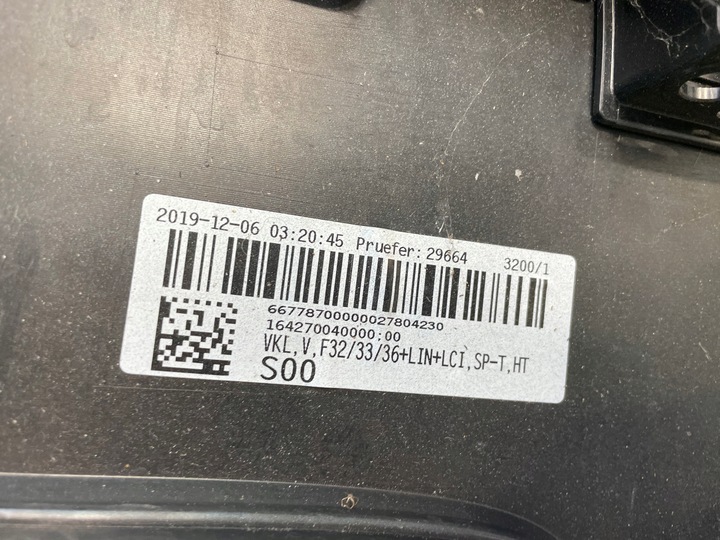 2019-12-06 03:20:45 Pruefer: 29664 3200/1
66778700000027804230
164270040000;00
VKL,V,F32/33/36+LIN+LCI,SP-T,HT
S00